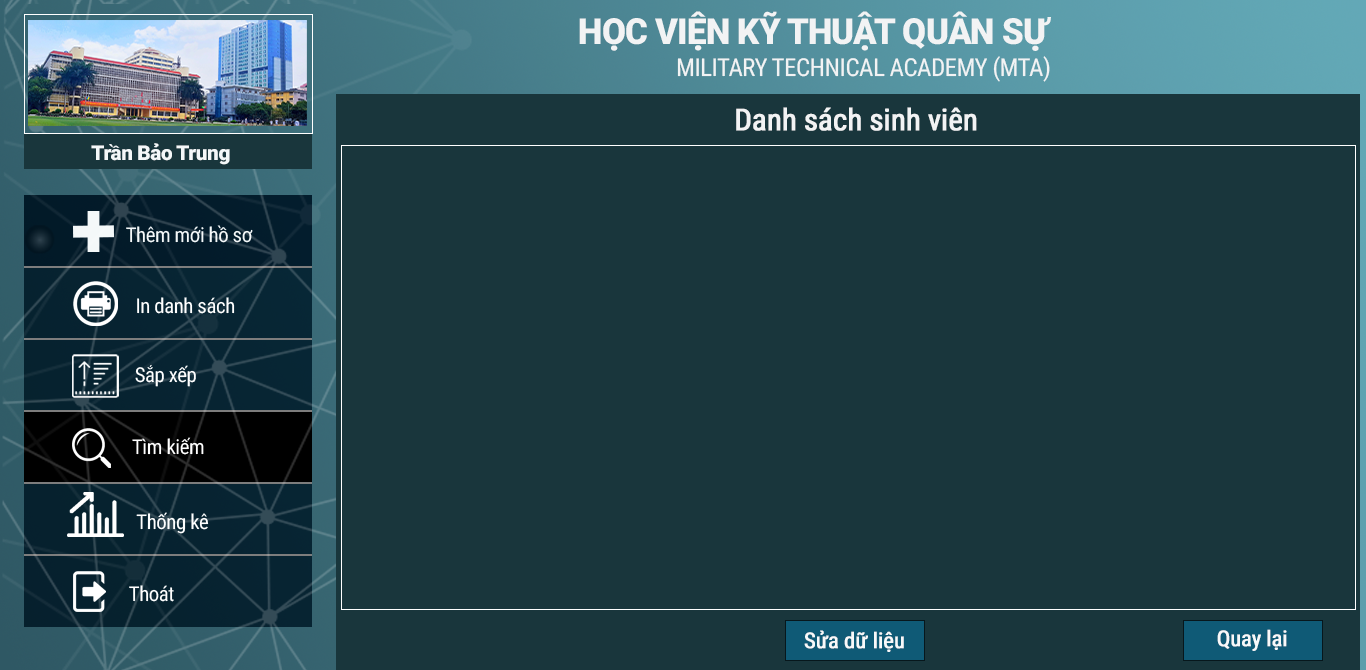 HỌC VIỆN KỸ THUẬT QUÂN SỰ
MILITARY TECHNICAL ACADEMY (MTA)
Trần Bảo Trung
Thêm mới hồ sơ
In danh sách
Sắp xếp
Tìm kiếm
Thống kê
Thoát
Danh sách sinh viên
Sửa dữ liệu
Quay lại